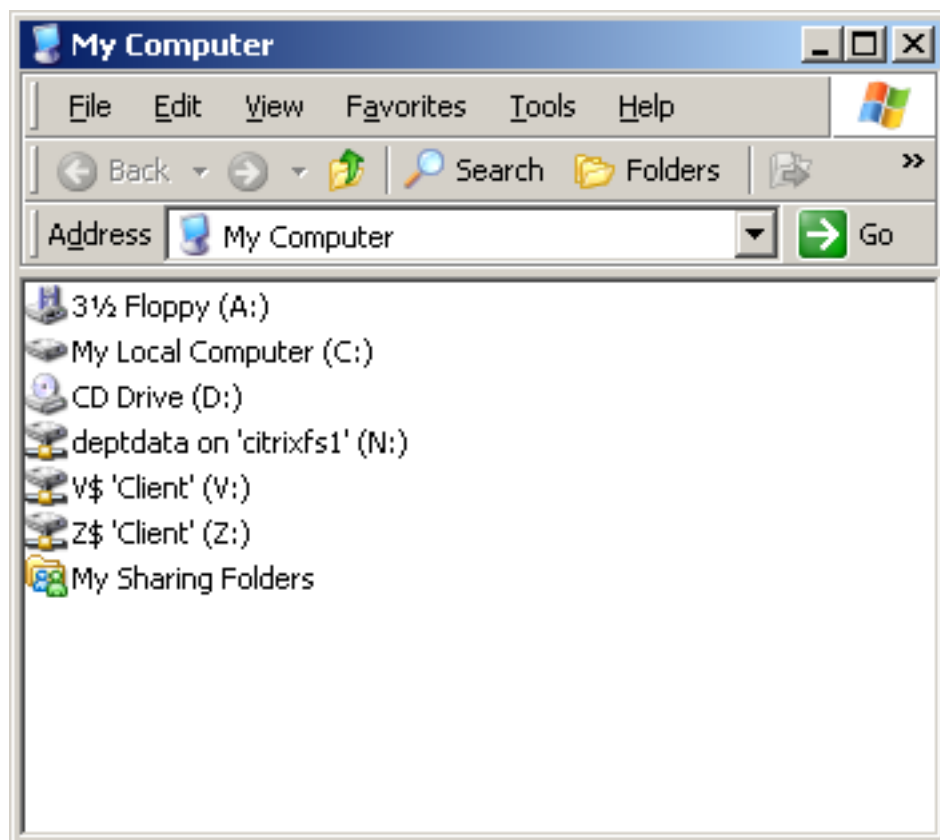 My Computer
File Edit View Favorites Tools Help
Back Search Folders »
Address My Computer Go
3½ Floppy (A:)
My Local Computer (C:)
CD Drive (D:)
deptdata on 'citrixfs1' (N:)
V$ 'Client' (V:)
Z$ 'Client' (Z:)
My Sharing Folders